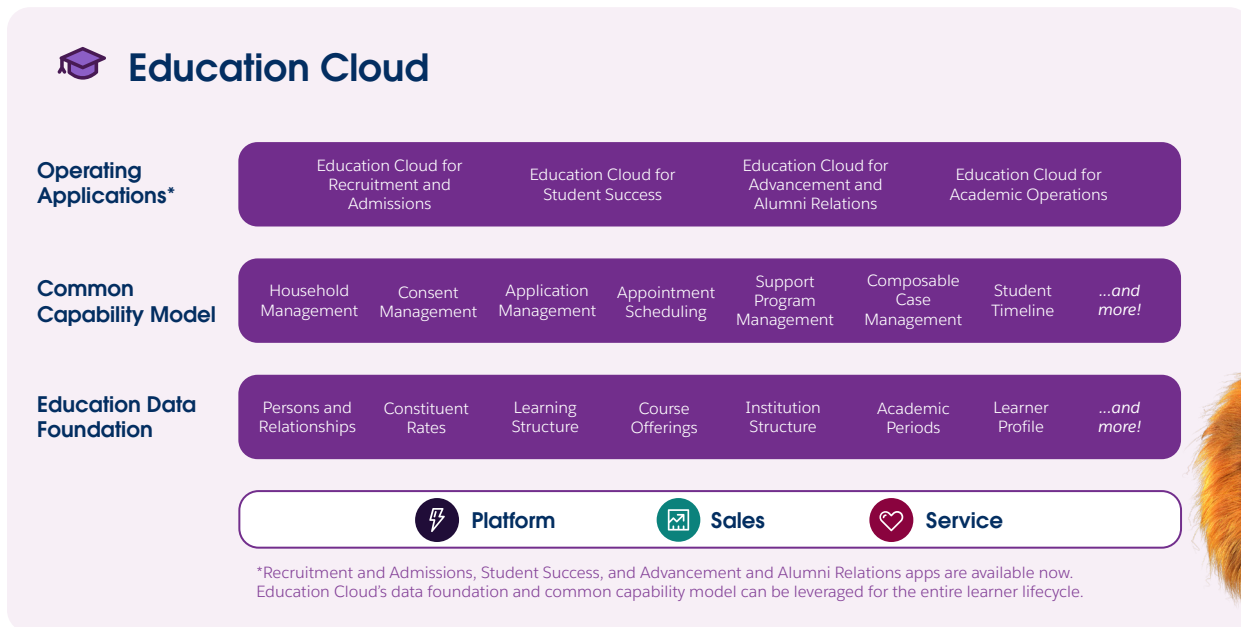 Education Cloud
Operating
Applications*
Education Cloud for
Recruitment and
Admissions
Education Cloud for
Student Success
Education Cloud for
Advancement and
Alumni Relations
Education Cloud for
Academic Operations
Common
Capability Model
Household
Management
Consent
Management
Application
Management
Appointment
Scheduling
Support
Program
Management
Composable
Case
Management
Student
Timeline
...and
more!
Education Data
Foundation
Persons and
Relationships
Constituent
Rates
Learning
Structure
Course
Offerings
Institution
Structure
Academic
Periods
Learner
Profile
...and
more!
Platform
Sales
Service
*Recruitment and Admissions, Student Success, and Advancement and Alumni Relations apps are available now.
Education Cloud's data foundation and common capability model can be leveraged for the entire learner lifecycle.